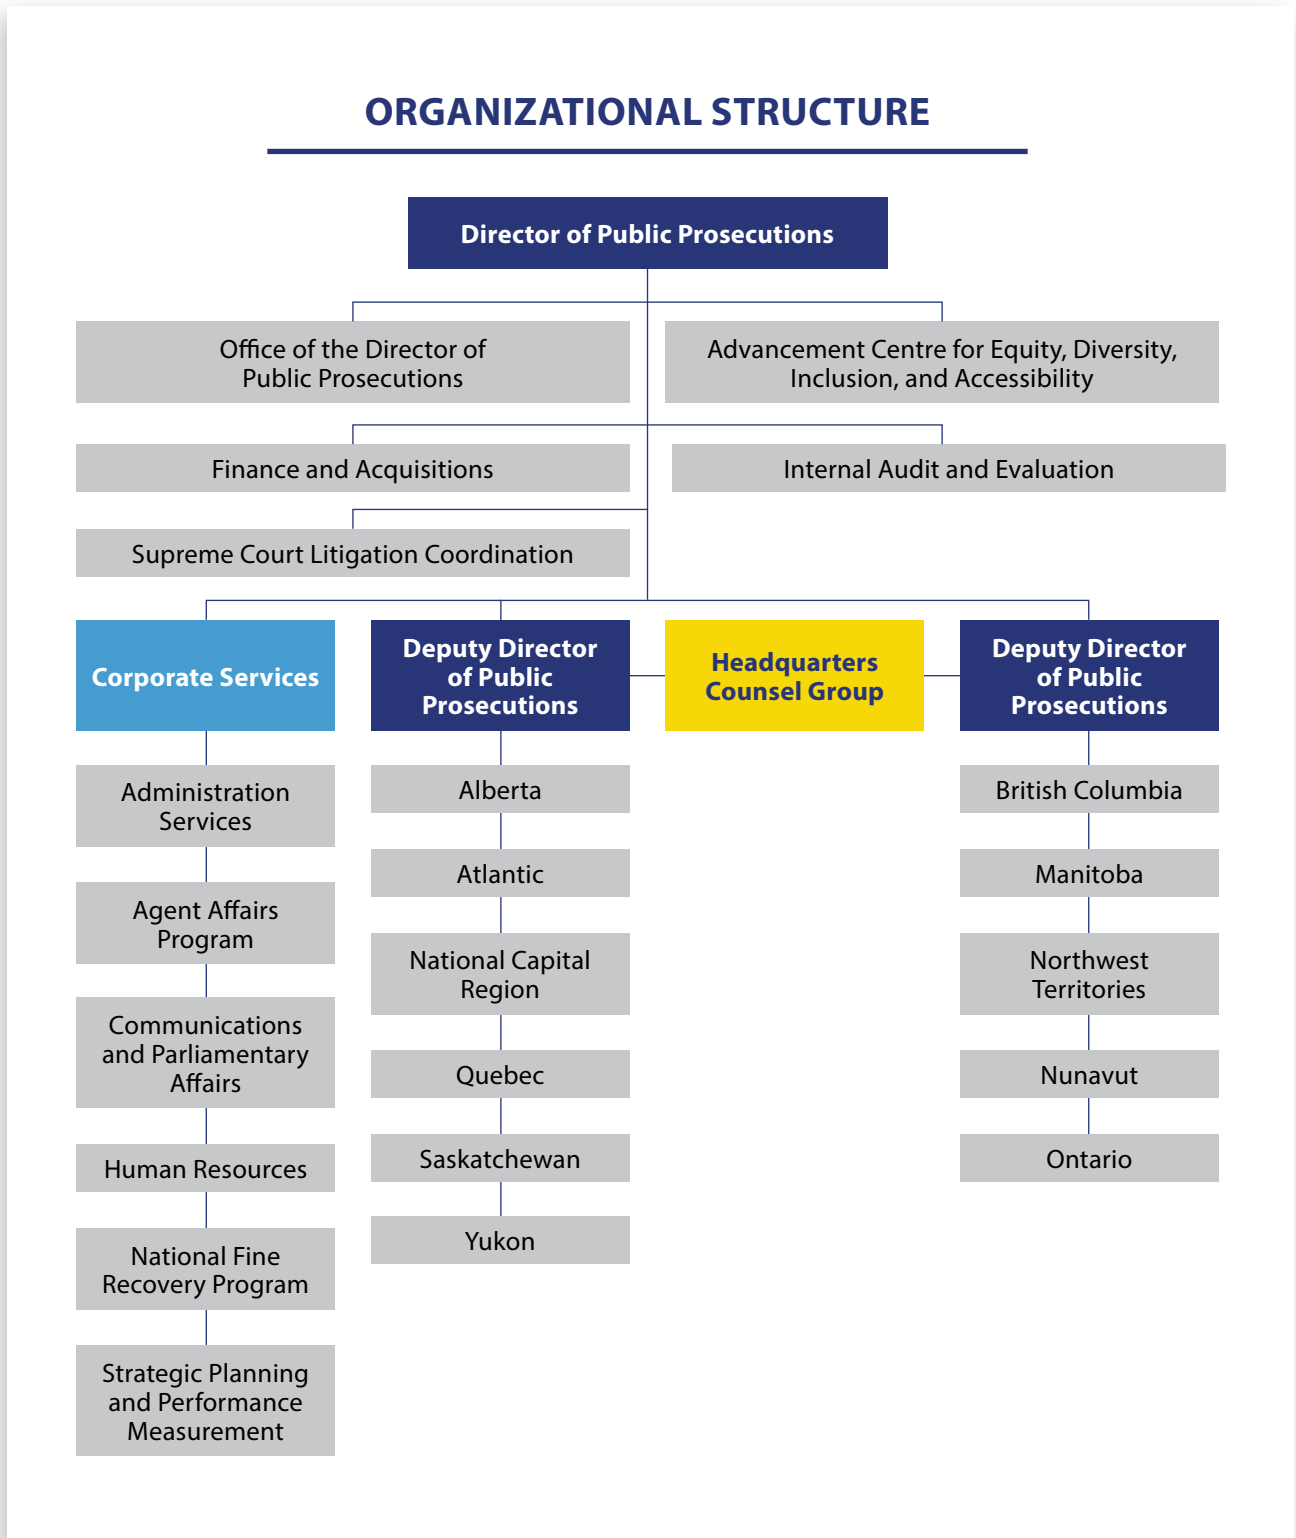 ORGANIZATIONAL STRUCTURE
Director of Public Prosecutions
Office of the Director of
Public Prosecutions
Advancement Centre for Equity, Diversity,
Inclusion, and Accessibility
Finance and Acquisitions
Internal Audit and Evaluation
Supreme Court Litigation Coordination
Corporate Services
Deputy Director
of Public
Prosecutions
Headquarters
Counsel Group
Deputy Director
of Public
Prosecutions
Administration
Services
Agent Affairs
Program
Communications
and Parliamentary
Affairs
Human Resources
National Fine
Recovery Program
Strategic Planning
and Performance
Measurement
Alberta
Atlantic
National Capital
Region
Quebec
Saskatchewan
Yukon
British Columbia
Manitoba
Northwest
Territories
Nunavut
Ontario